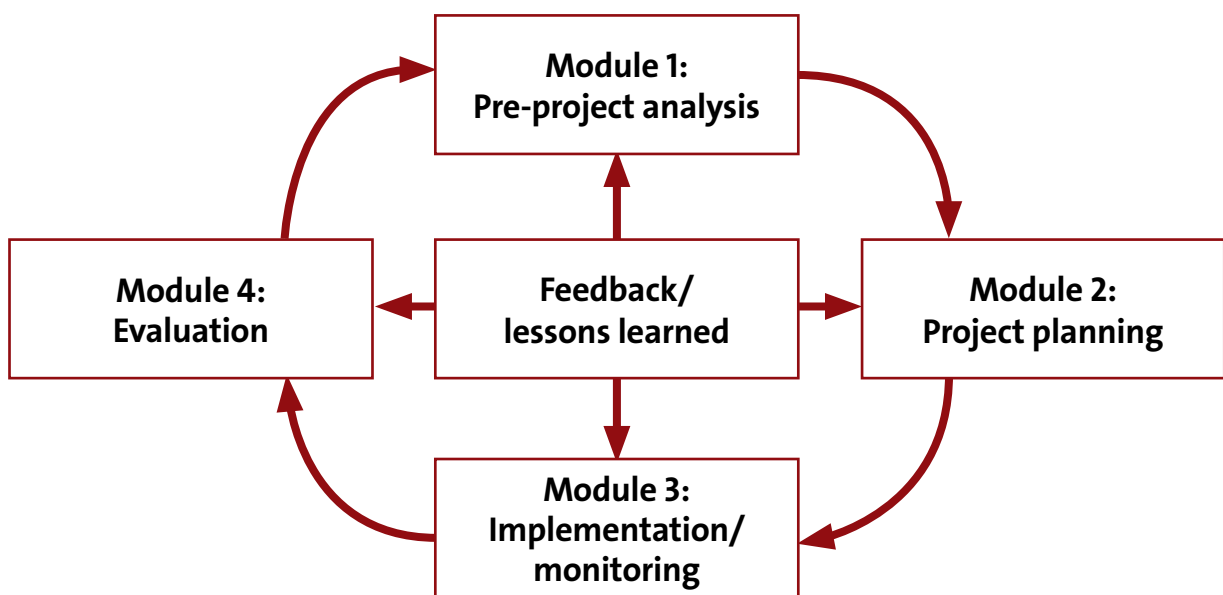 Module 1:
Pre-project analysis
Module 4:
Evaluation
Feedback/
lessons learned
Module 2:
Project planning
Module 3:
Implementation/
monitoring